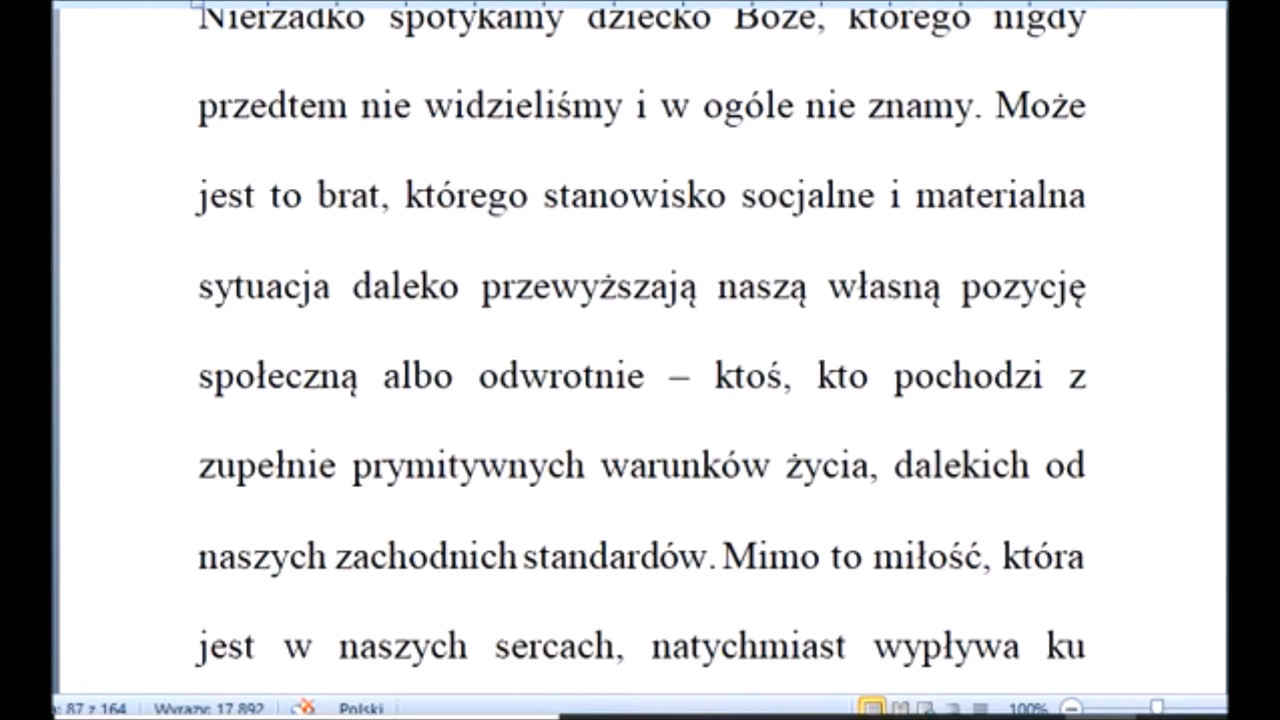 Nierzadko spotykamy dziecko Boże, którego nigdy
przedtem nie widzieliśmy i w ogóle nie znamy. Może
jest to brat, którego stanowisko socjalne i materialna
sytuacja daleko przewyższają naszą własną pozycję
społeczną albo odwrotnie – ktoś, kto pochodzi z
zupełnie prymitywnych warunków życia, dalekich od
naszych zachodnich standardów. Mimo to miłość, która
jest w naszych sercach, natychmiast wypływa ku
: 87 z 164 Wyrazy: 17 892 Polski 100%